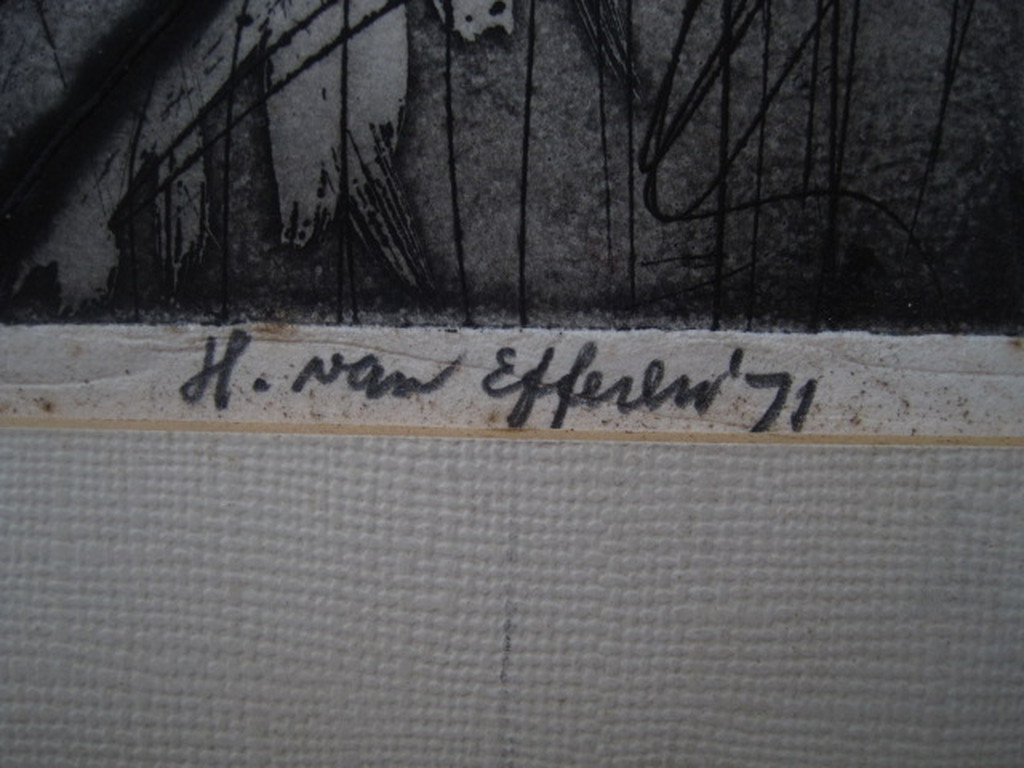 H. van Efferen '71